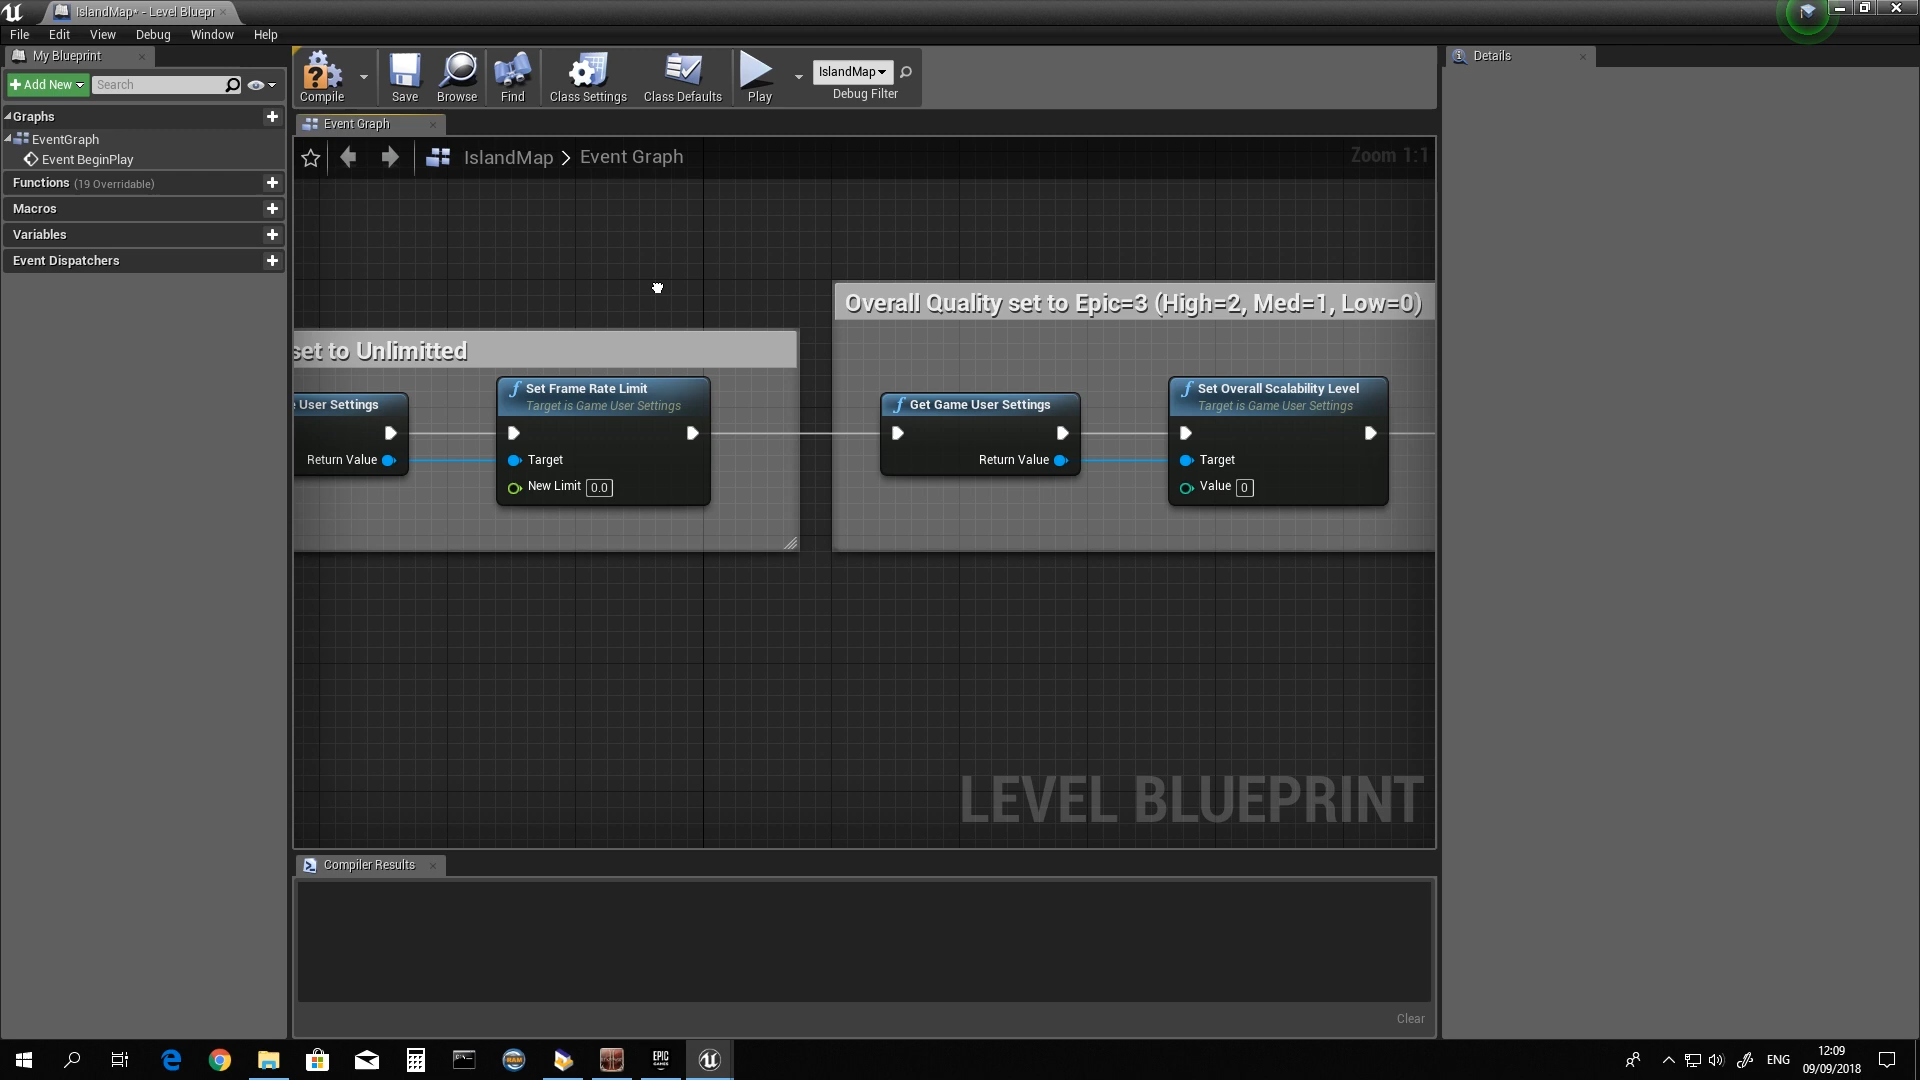 IslandMap* - Level Bluepr
File Edit View Debug Window Help
My Blueprint
Details
Add New
Search
Compile
Save
Browse
Find
Class Settings
Class Defaults
Play
IslandMap
Debug Filter
Graphs
EventGraph
Event BeginPlay
Functions (19 Overridable)
Macros
Variables
Event Dispatchers
Event Graph
IslandMap > Event Graph
Zoom 1:1
set to Unlimitted
User Settings
Return Value
Set Frame Rate Limit
Target is Game User Settings
Target
New Limit 0.0
Overall Quality set to Epic=3 (High=2, Med=1, Low=0)
Get Game User Settings
Return Value
Set Overall Scalability Level
Target is Game User Settings
Target
Value 0
LEVEL BLUEPRINT
Compiler Results
Clear
EPIC
GAMES
ENG
12:09
09/09/2018